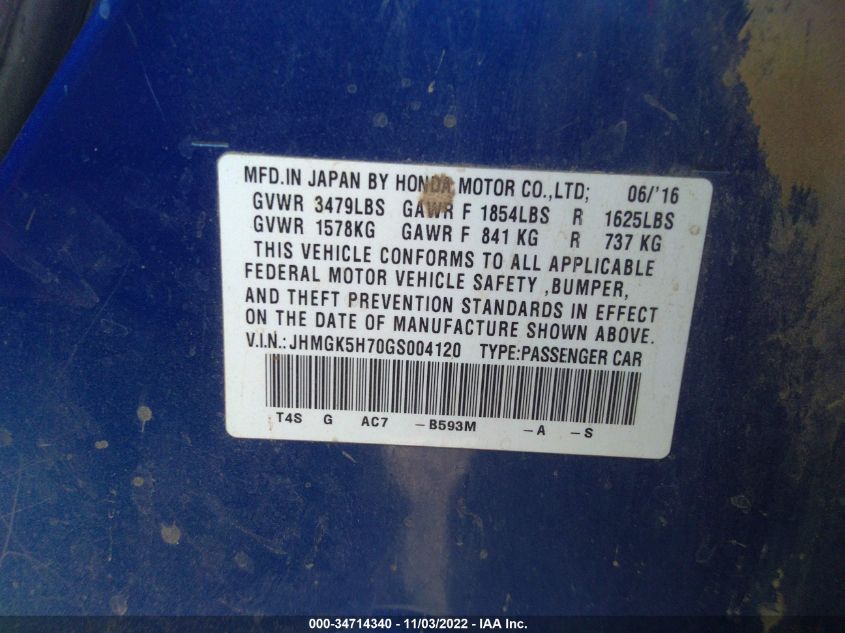 MFD.IN JAPAN BY HONDA MOTOR CO.,LTD; 06/'16
GVWR 3479LBS GAWR F 1854LBS R 1625LBS
GVWR 1578KG GAWR F 841 KG R 737 KG
THIS VEHICLE CONFORMS TO ALL APPLICABLE
FEDERAL MOTOR VEHICLE SAFETY ,BUMPER,
AND THEFT PREVENTION STANDARDS IN EFFECT
ON THE DATE OF MANUFACTURE SHOWN ABOVE.
V.I.N.:JHMGK5H70GS004120 TYPE:PASSENGER CAR
T4S G AC7 -B593M -A -S
000-34714340 - 11/03/2022 - IAA Inc.